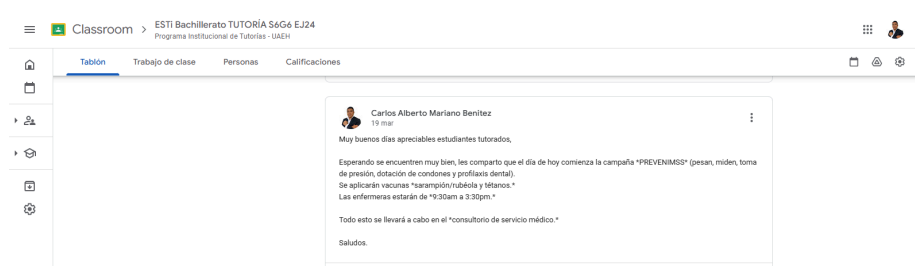 Classroom > ESTi Bachillerato TUTORÍA S6G6 EJ24
Programa Institucional de Tutorías - UAEH
Tablón Trabajo de clase Personas Calificaciones
Carlos Alberto Mariano Benitez
19 mar
Muy buenos días apreciables estudiantes tutorados,
Esperando se encuentren muy bien, les comparto que el día de hoy comienza la campaña *PREVENIMSS* (pesan, miden, toma
de presión, dotación de condones y profilaxis dental).
Se aplicarán vacunas *sarampión/rubéola y tétanos.*
Las enfermeras estarán de *9:30am a 3:30pm.*
Todo esto se llevará a cabo en el *consultorio de servicio médico.*
Saludos.